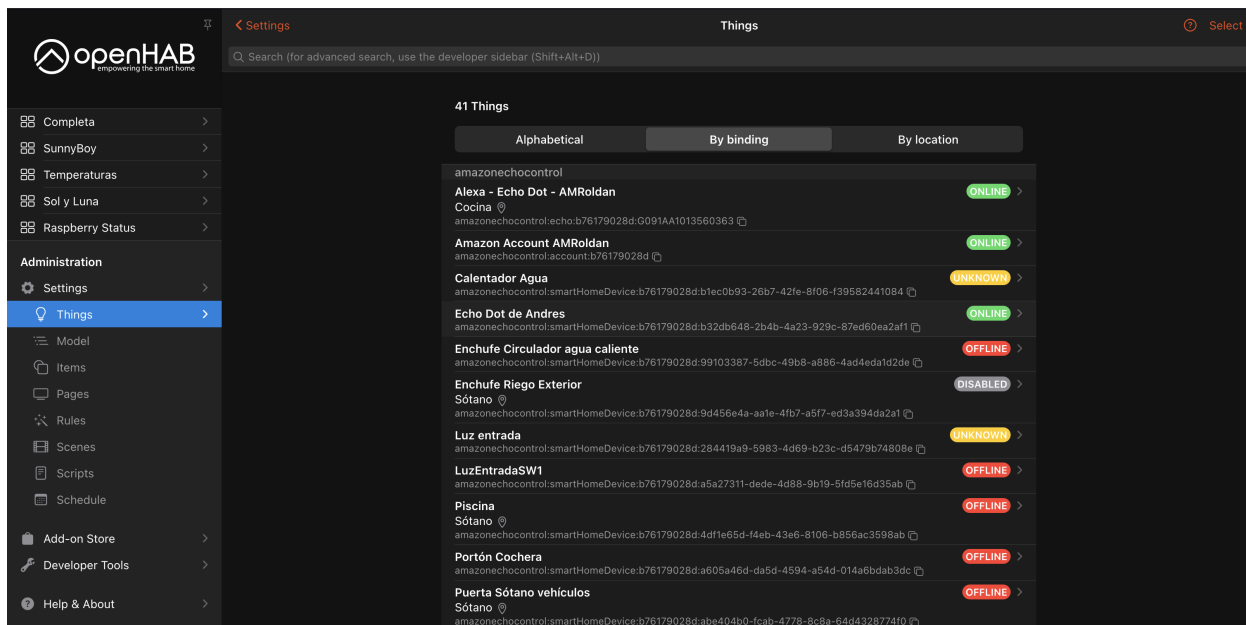 openHAB
empowering the smart home
Completa
SunnyBoy
Temperaturas
Sol y Luna
Raspberry Status
Administration
Settings
Things
Model
Items
Pages
Rules
Scenes
Scripts
Schedule
Add-on Store
Developer Tools
Help & About
Settings
Things
Select
Search (for advanced search, use the developer sidebar (Shift+Alt+D))
41 Things
Alphabetical
By binding
By location
amazonechocontrol
Alexa - Echo Dot - AMRoldan
ONLINE
Cocina
amazonechocontrol:echo:b76179028d:G091AA1013560363
Amazon Account AMRoldan
ONLINE
amazonechocontrol:account:b76179028d
Calentador Agua
UNKNOWN
amazonechocontrol:smartHomeDevice:b76179028d:b1ec0b93-26b7-42fe-8f06-f39582441084
Echo Dot de Andres
ONLINE
amazonechocontrol:smartHomeDevice:b76179028d:b32db648-2b4b-4a23-929c-87ed60ea2af1
Enchufe Circulador agua caliente
OFFLINE
amazonechocontrol:smartHomeDevice:b76179028d:99103387-5dbc-49b8-a886-4ad4eda1d2de
Enchufe Riego Exterior
DISABLED
Sótano
amazonechocontrol:smartHomeDevice:b76179028d:9d456e4a-aa1e-4fb7-a5f7-ed3a394da2a1
Luz entrada
UNKNOWN
amazonechocontrol:smartHomeDevice:b76179028d:284419a9-5983-4d69-b23c-d5479b74808e
LuzEntradaSW1
OFFLINE
amazonechocontrol:smartHomeDevice:b76179028d:a5a27311-dede-4d88-9b19-5fd5e16d35ab
Piscina
OFFLINE
Sótano
amazonechocontrol:smartHomeDevice:b76179028d:4df1e65d-f4eb-43e6-8106-b856ac3598ab
Portón Cochera
OFFLINE
amazonechocontrol:smartHomeDevice:b76179028d:a605a46d-da5d-4594-a54d-014a6bdab3dc
Puerta Sótano vehículos
OFFLINE
Sótano
amazonechocontrol:smartHomeDevice:b76179028d:abe404b0-fcab-4778-8c8a-64d4328774f0